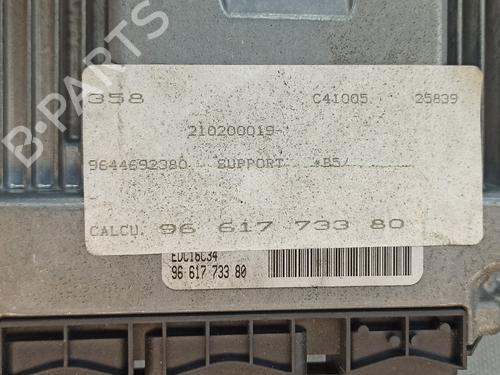 B-PARTS
358 C41005 25839
210200019-
9644692380 SUPPORT *B5/
CALCU. 96 617 733 80
EDC16C34
96 617 733 80